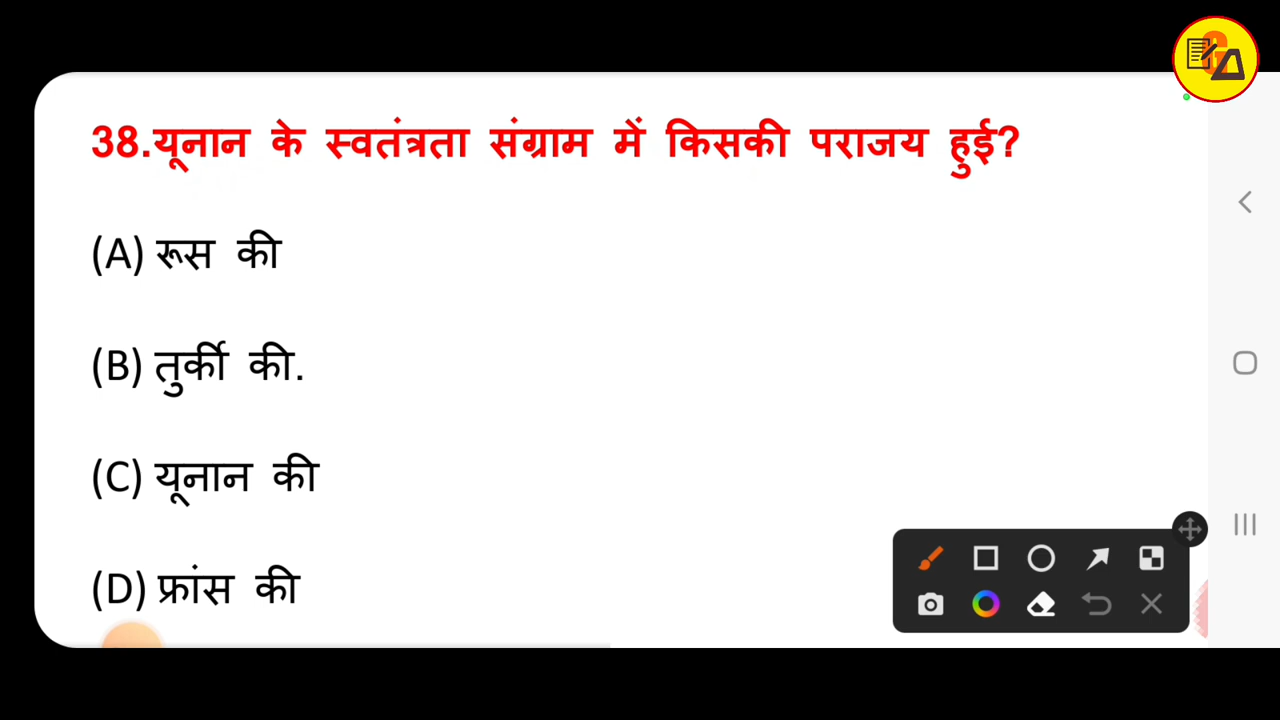 38.यूनान के स्वतंत्रता संग्राम में किसकी पराजय हुई?
(A) रूस की
(B) तुर्की की.
(C) यूनान की
(D) फ्रांस की